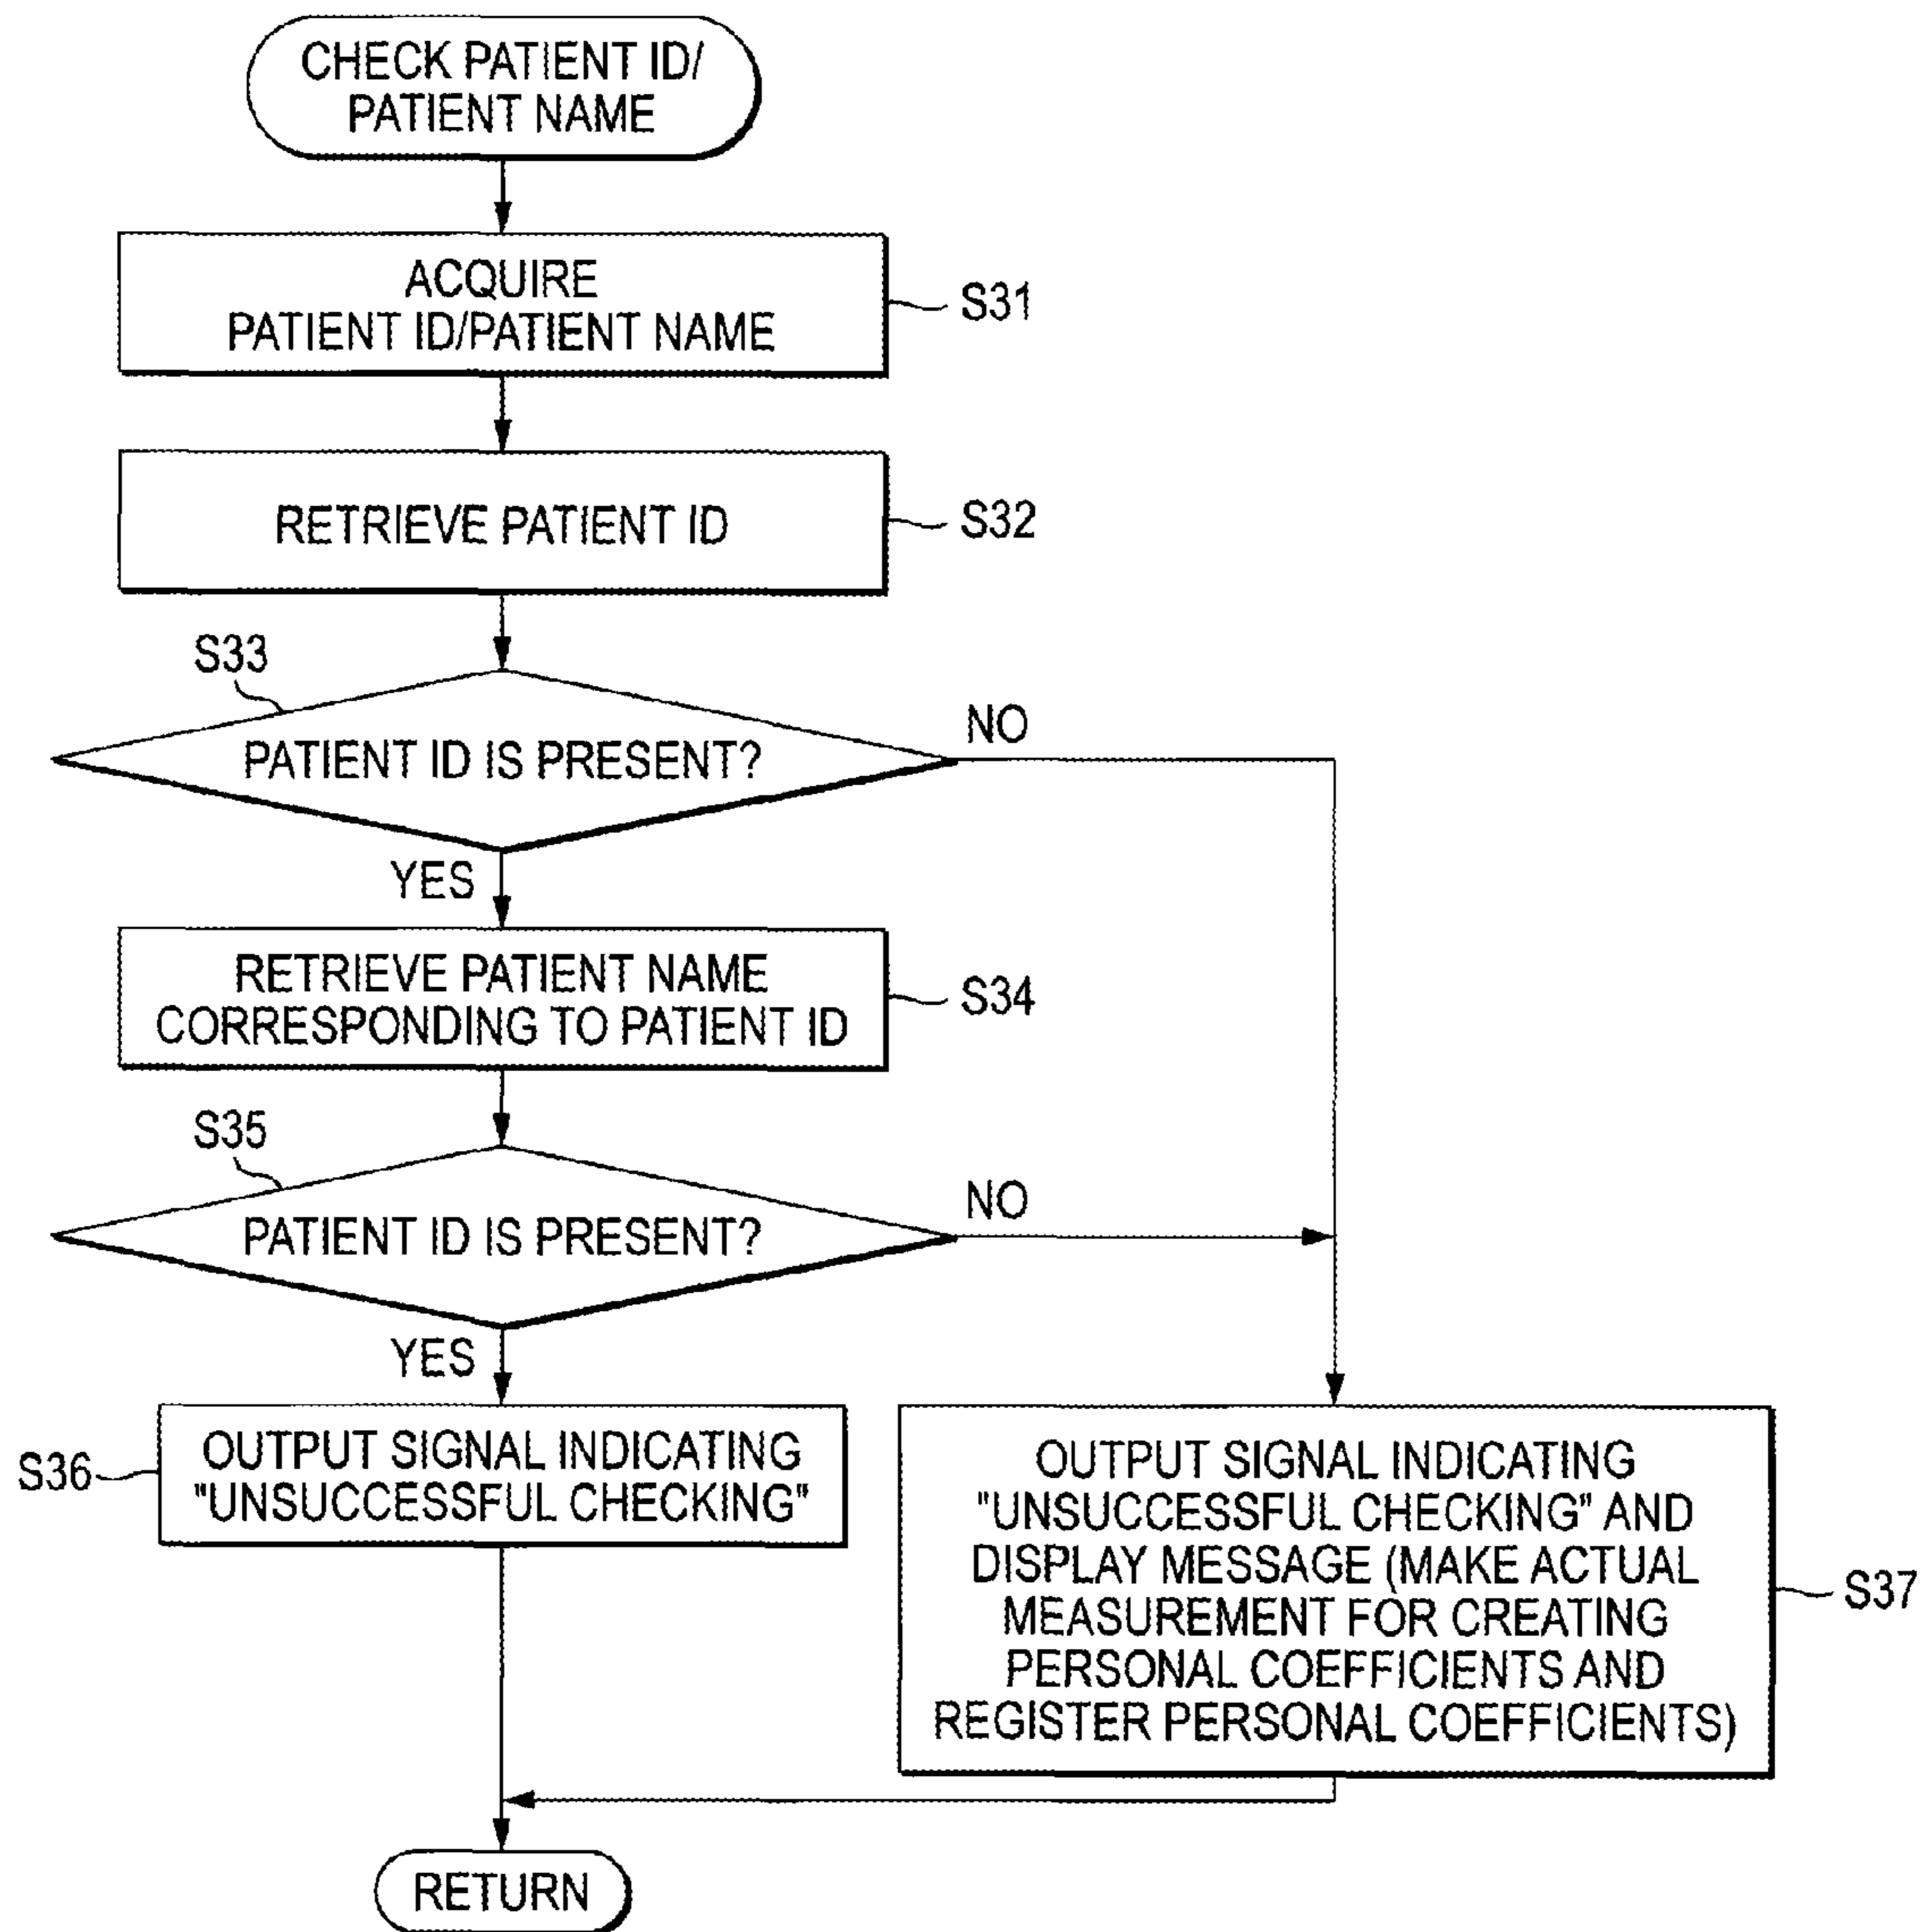 CHECK PATIENT ID/
PATIENT NAME
ACQUIRE
PATIENT ID/PATIENT NAME
S31
RETRIEVE PATIENT ID
S32
S33
PATIENT ID IS PRESENT?
NO
YES
RETRIEVE PATIENT NAME
CORRESPONDING TO PATIENT ID
S34
S35
PATIENT ID IS PRESENT?
NO
YES
S36
OUTPUT SIGNAL INDICATING
"UNSUCCESSFUL CHECKING"
OUTPUT SIGNAL INDICATING
"UNSUCCESSFUL CHECKING" AND
DISPLAY MESSAGE (MAKE ACTUAL
MEASUREMENT FOR CREATING
PERSONAL COEFFICIENTS AND
REGISTER PERSONAL COEFFICIENTS)
S37
RETURN